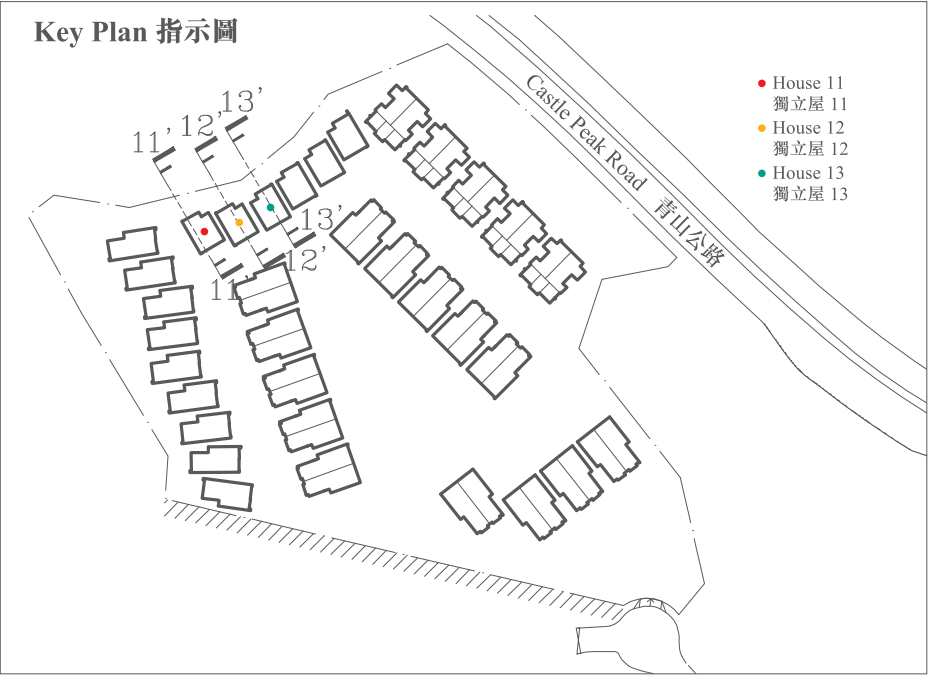 Key Plan 指示圖
House 11
獨立屋 11
House 12
獨立屋 12
House 13
獨立屋 13
Castle Peak Road 青山公路
13'
12'
11'
13'
12'
11'